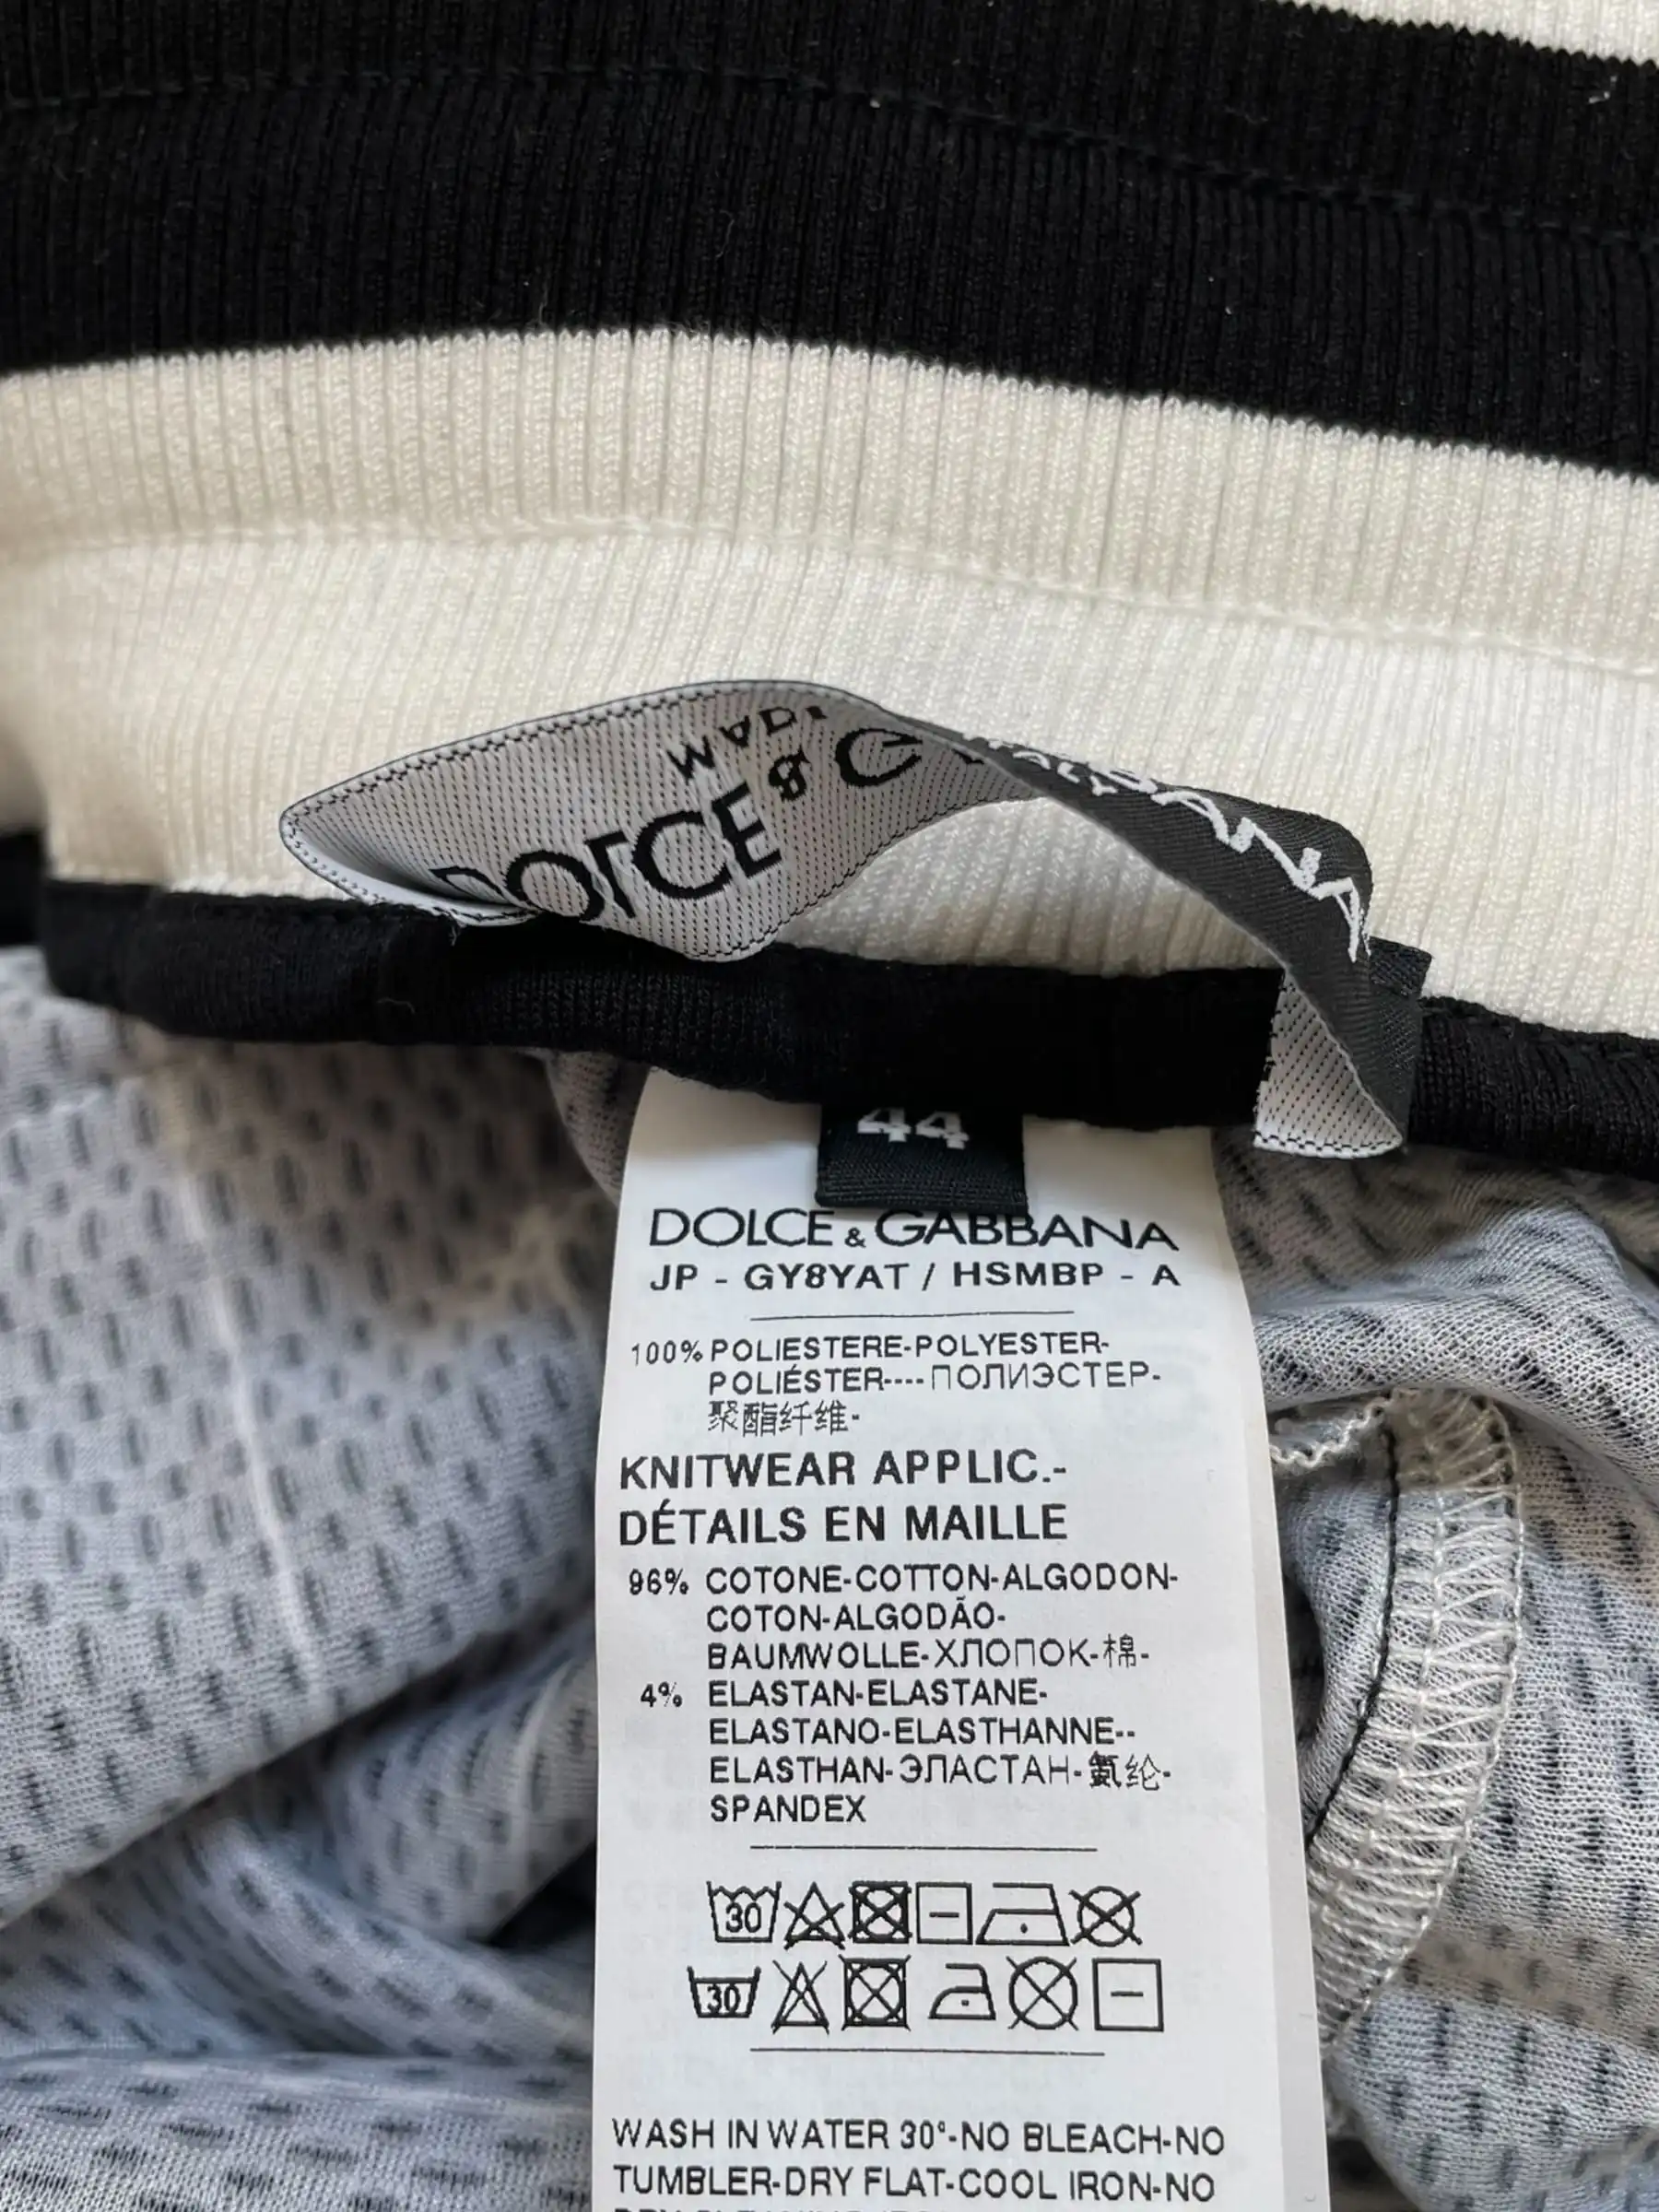 DOLCE & G
GABBANA
44
DOLCE & GABBANA
JP - GY8YAT / HSMBP - A
100% POLIESTERE-POLYESTER-
POLIÉSTER----ПОЛИЭСТЕР-
聚酯纤维-
KNITWEAR APPLIC.-
DÉTAILS EN MAILLE
96% COTONE-COTTON-ALGODON-
COTON-ALGODÃO-
BAUMWOLLE-ХЛОПОК-棉-
4% ELASTAN-ELASTANE-
ELASTANO-ELASTHANNE--
ELASTHAN-ЭЛАСТАН-氨纶-
SPANDEX
30
30
WASH IN WATER 30°-NO BLEACH-NO
TUMBLER-DRY FLAT-COOL IRON-NO